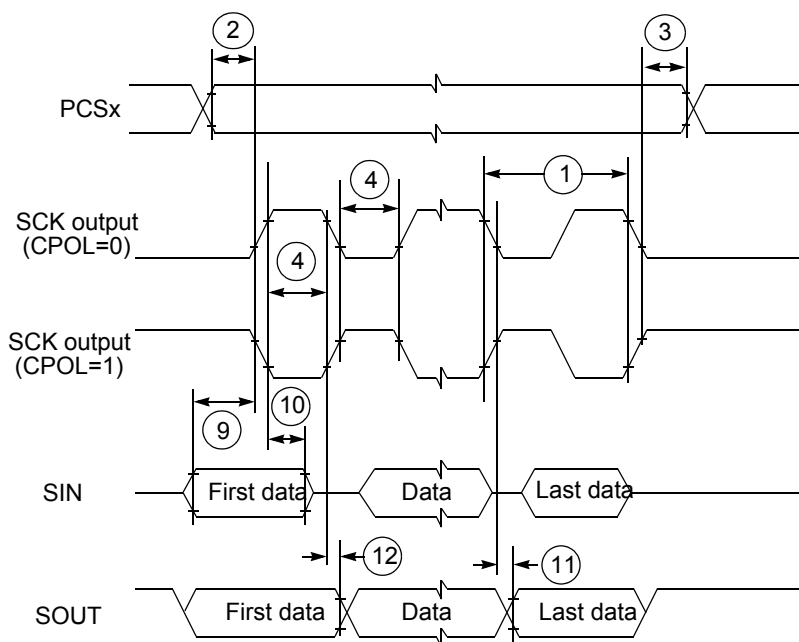 2
3
PCSx
4
1
SCK output
(CPOL=0)
4
SCK output
(CPOL=1)
10
9
SIN
First data
Data
Last data
12
11
SOUT
First data
Data
Last data